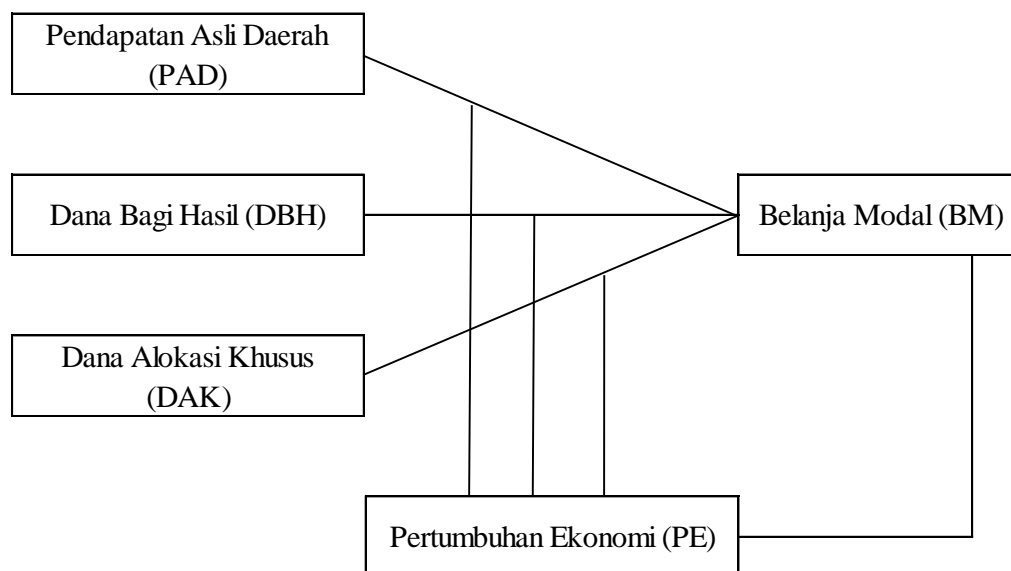 Pendapatan Asli Daerah
(PAD)
Dana Bagi Hasil (DBH)
Belanja Modal (BM)
Dana Alokasi Khusus
(DAK)
Pertumbuhan Ekonomi (PE)